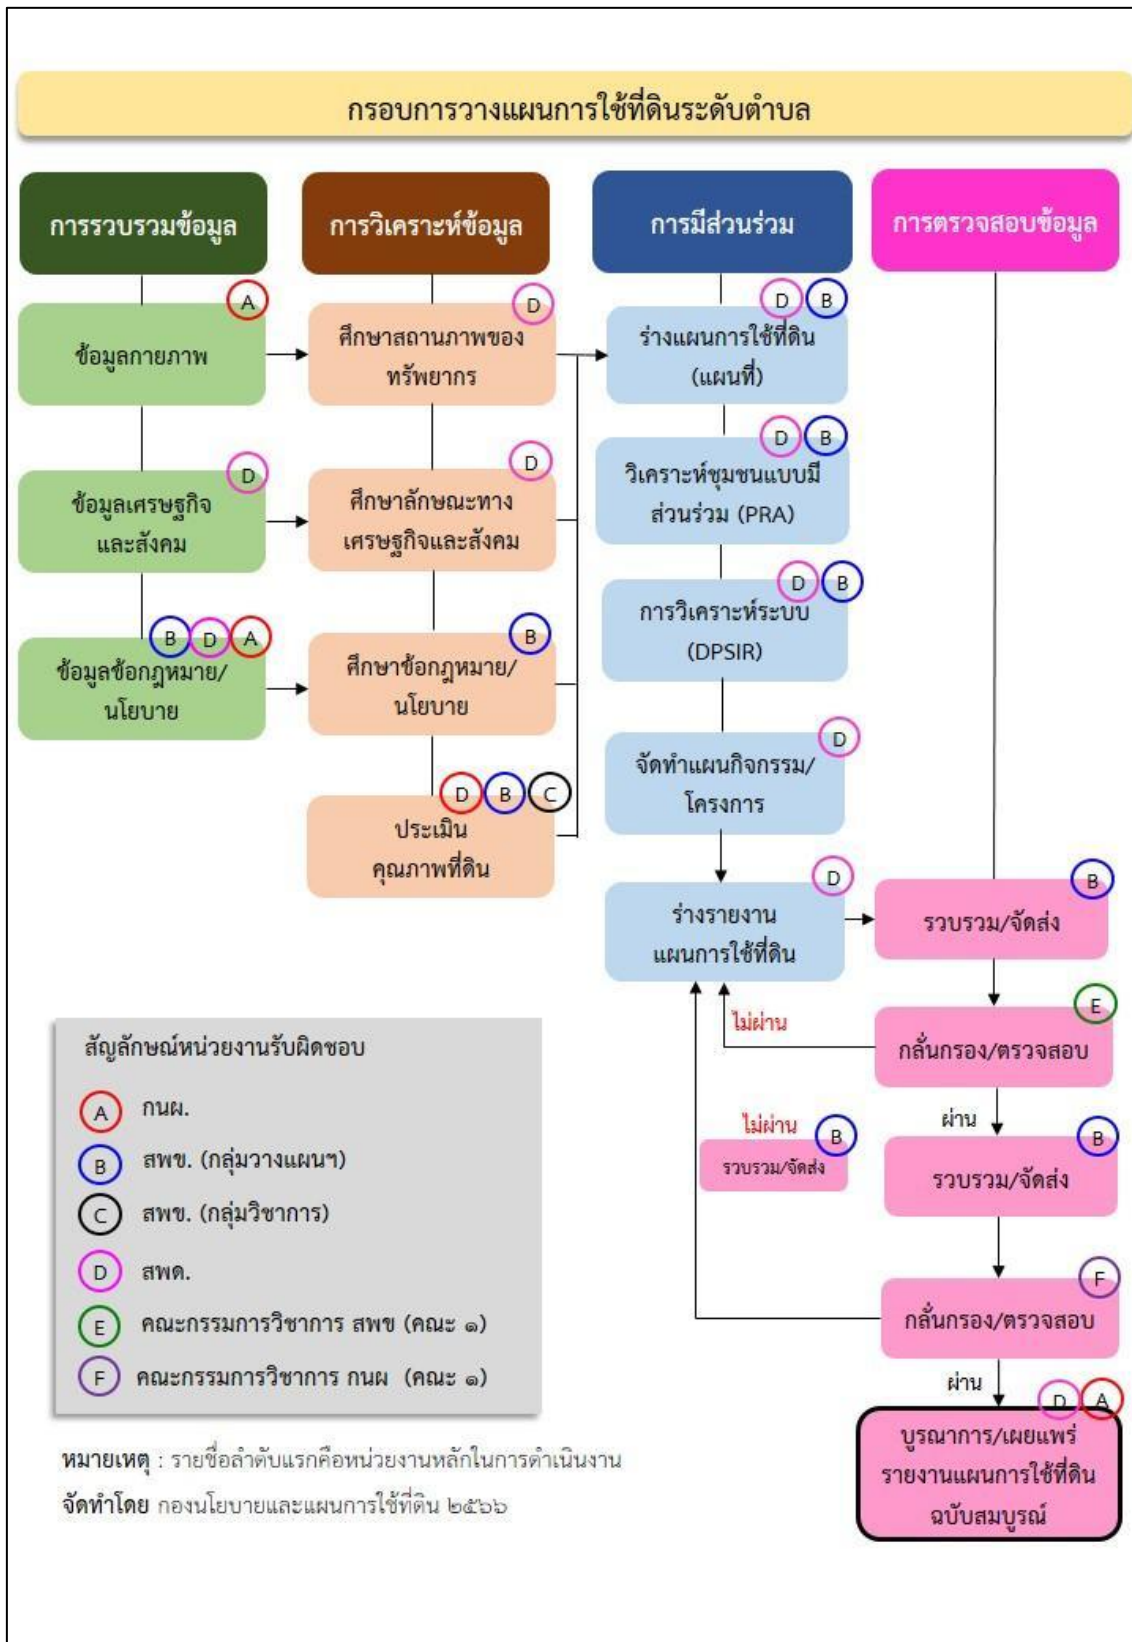 กรอบการวางแผนการใช้ที่ดินระดับตำบล
การรวบรวมข้อมูล
A
ข้อมูลกายภาพ
D
ข้อมูลเศรษฐกิจ
และสังคม
B D A
ข้อมูลข้อกฎหมาย/
นโยบาย
การวิเคราะห์ข้อมูล
D
ศึกษาสถานภาพของ
ทรัพยากร
D
ศึกษาลักษณะทาง
เศรษฐกิจและสังคม
B
ศึกษาข้อกฎหมาย/
นโยบาย
D B C
ประเมิน
คุณภาพที่ดิน
การมีส่วนร่วม
D B
ร่างแผนการใช้ที่ดิน
(แผนที่)
D B
วิเคราะห์ชุมชนแบบมี
ส่วนร่วม (PRA)
D B
การวิเคราะห์ระบบ
(DPSIR)
D
จัดทำแผนกิจกรรม/
โครงการ
D
ร่างรายงาน
แผนการใช้ที่ดิน
การตรวจสอบข้อมูล
B
รวบรวม/จัดส่ง
E
กลั่นกรอง/ตรวจสอบ
ไม่ผ่าน
ผ่าน
B
รวบรวม/จัดส่ง
ไม่ผ่าน
B
รวบรวม/จัดส่ง
F
กลั่นกรอง/ตรวจสอบ
ผ่าน
D A
บูรณาการ/เผยแพร่
รายงานแผนการใช้ที่ดิน
ฉบับสมบูรณ์
สัญลักษณ์หน่วยงานรับผิดชอบ
A กนผ.
B สพข. (กลุ่มวางแผนฯ)
C สพข. (กลุ่มวิชาการ)
D สพด.
E คณะกรรมการวิชาการ สพข (คณะ ๑)
F คณะกรรมการวิชาการ กนผ (คณะ ๑)
หมายเหตุ : รายชื่อลำดับแรกคือหน่วยงานหลักในการดำเนินงาน
จัดทำโดย กองนโยบายและแผนการใช้ที่ดิน ๒๕๖๖